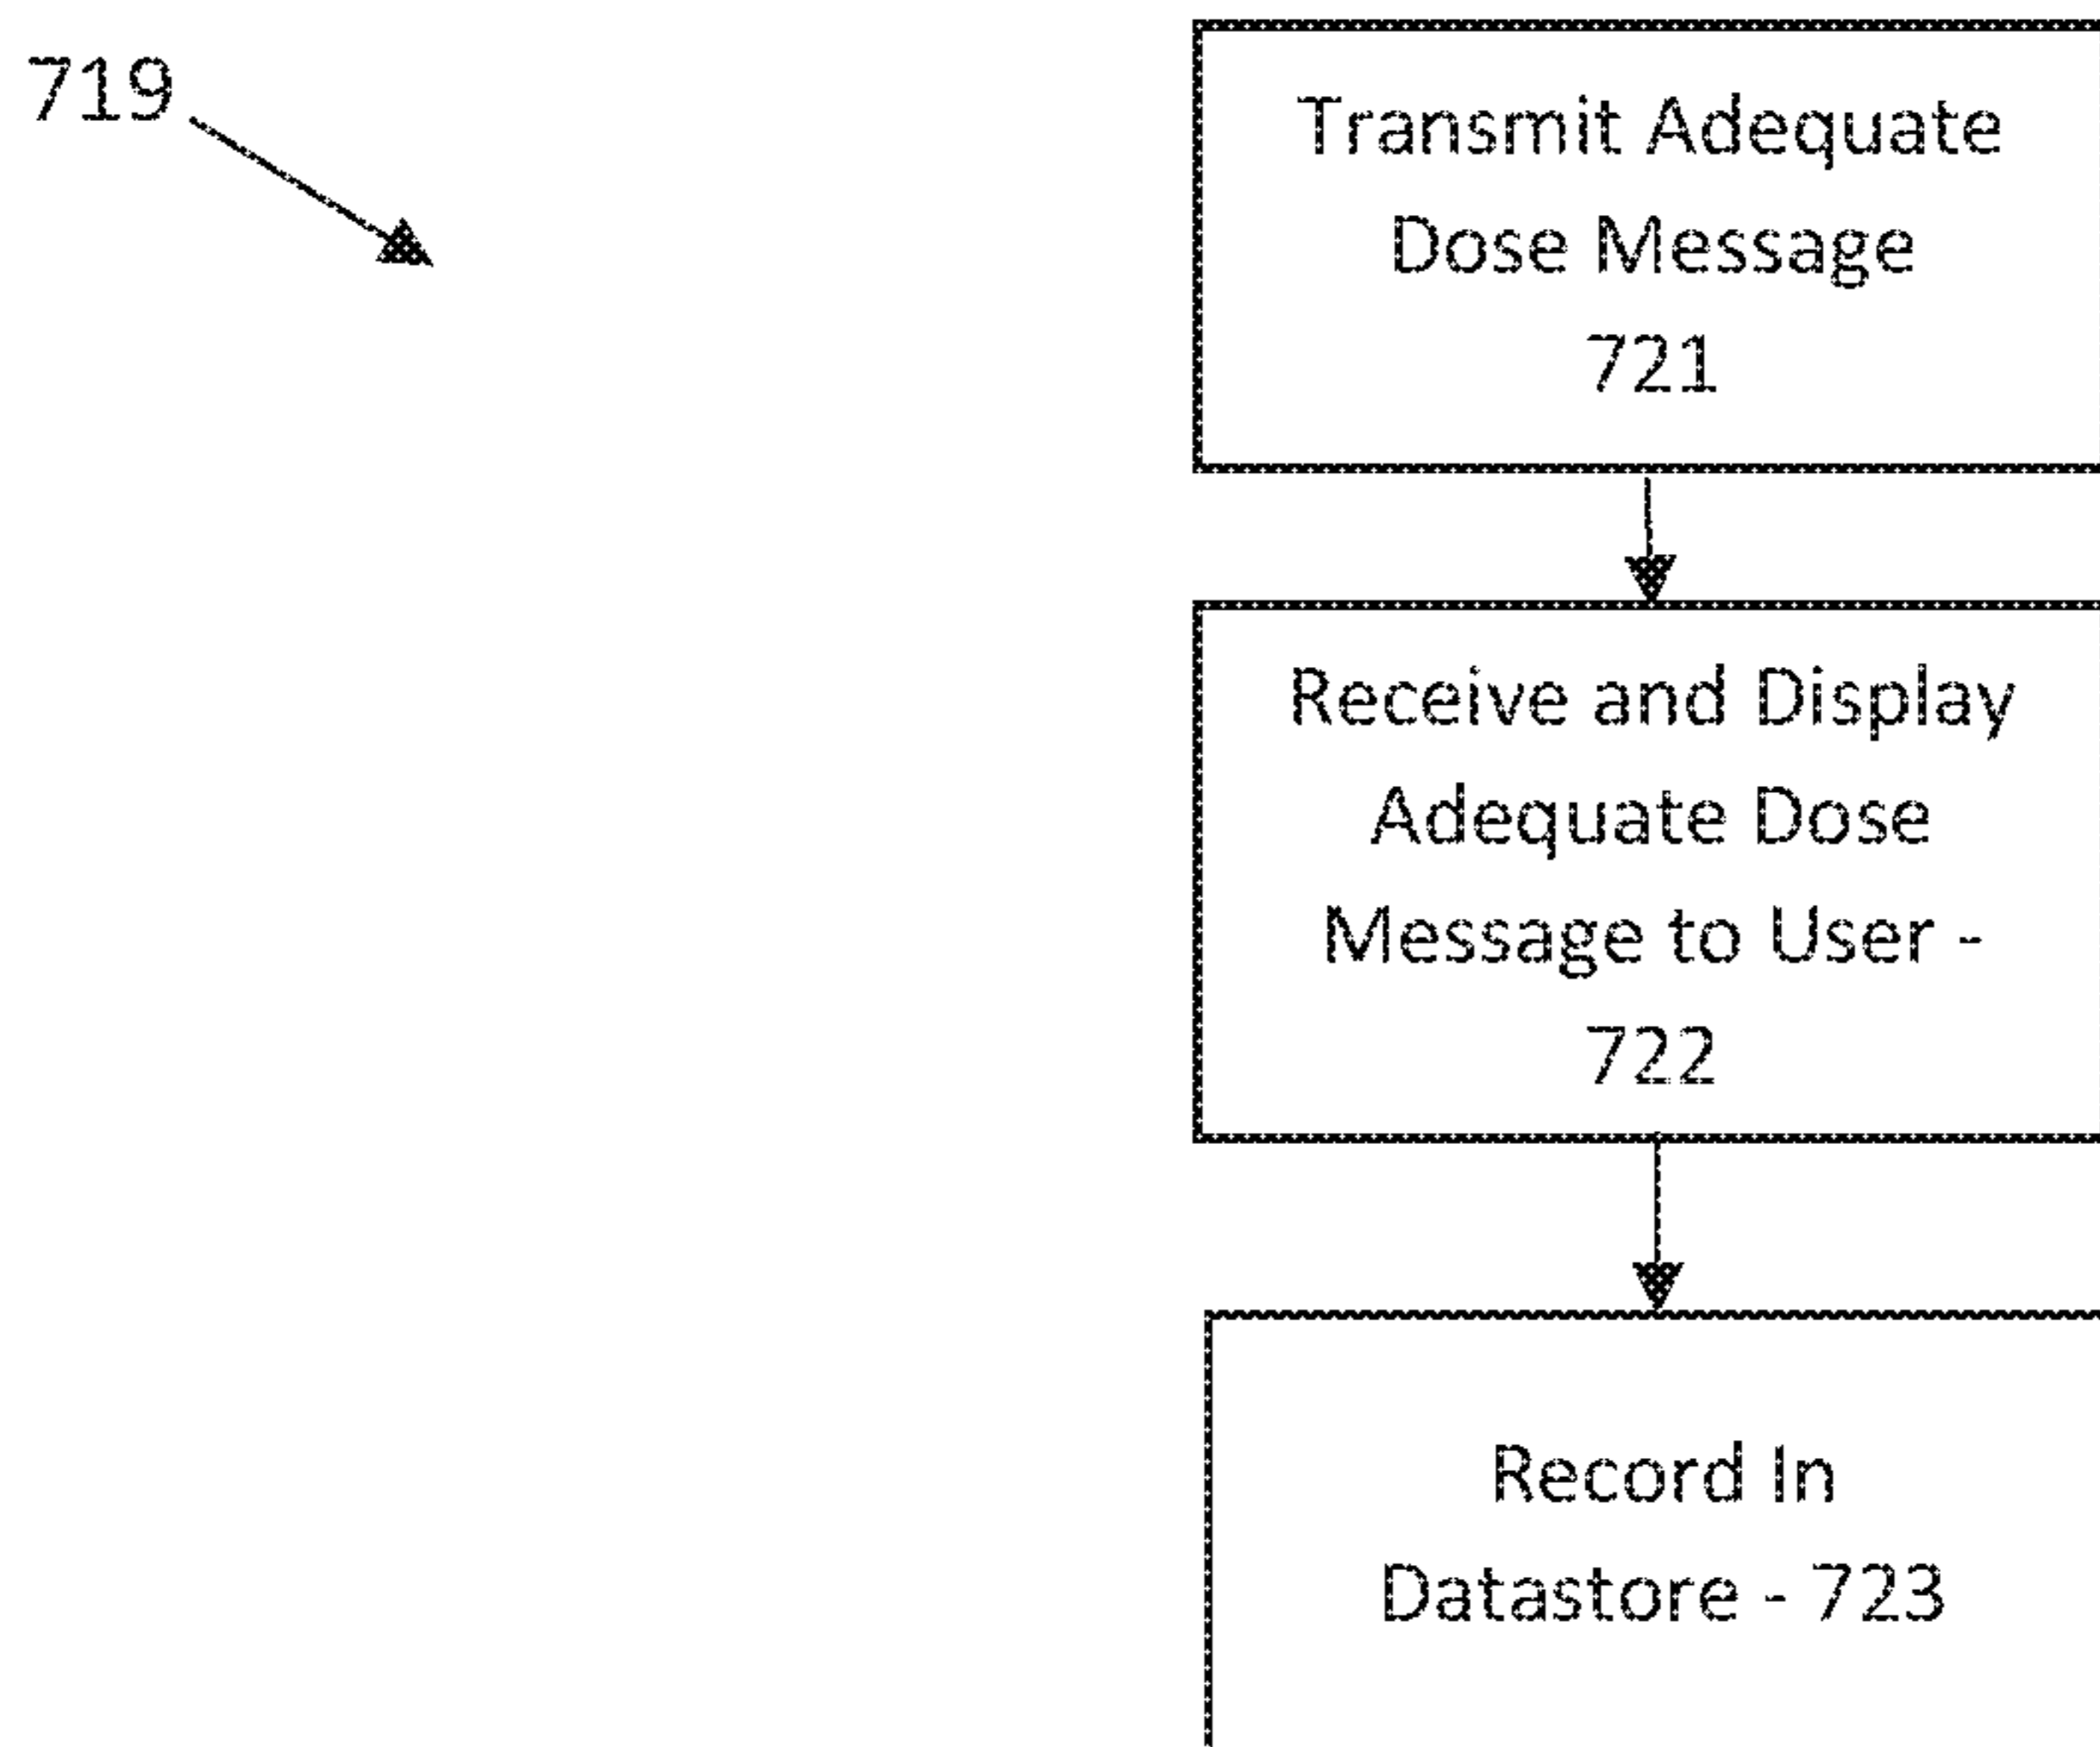 719
Transmit Adequate
Dose Message
721
Receive and Display
Adequate Dose
Message to User -
722
Record In
Datastore - 723